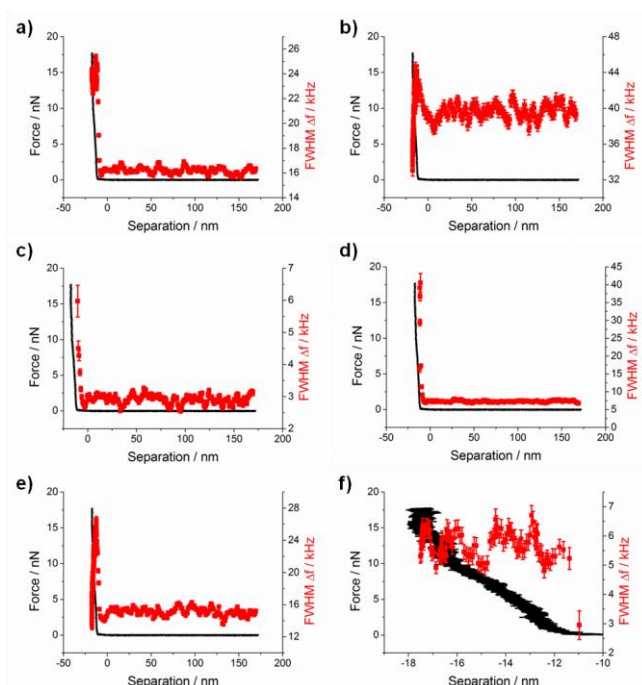 a)
20
15
10
5
0
Force / nN
26
24
22
20
18
16
14
FWHM Δf / kHz
-50 0 50 100 150 200
Separation / nm
b)
20
15
10
5
0
Force / nN
48
44
40
36
32
FWHM Δf / kHz
-50 0 50 100 150 200
Separation / nm
c)
20
15
10
5
0
Force / nN
7
6
5
4
3
2
FWHM Δf / kHz
0 50 100 150 200
Separation / nm
d)
20
15
10
5
0
Force / nN
45
40
35
30
25
20
15
10
5
0
FWHM Δf / kHz
-50 0 50 100 150 200
Separation / nm
e)
20
15
10
5
0
Force / nN
28
24
20
16
12
FWHM Δf / kHz
-50 0 50 100 150 200
Separation / nm
f)
20
15
10
5
0
Force / nN
7
6
5
4
3
2
FWHM Δf / kHz
-18 -16 -14 -12 -10
Separation / nm